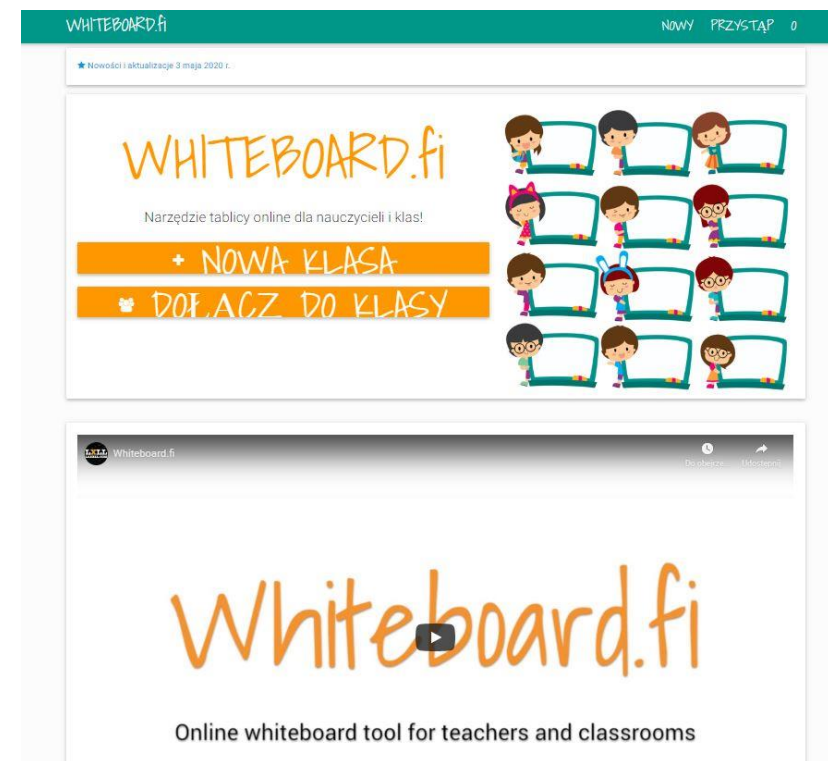 WHITEBOARD.fi NOWY PRZYSTĄP O
Nowości i aktualizacje 3 maja 2020 r.
WHITEBOARD.fi
Narzędzie tablicy online dla nauczycieli i klas!
NOWA KLASA
DOŁĄCZ DO KLASY
Whiteboard.fi
Udostępnij
Whiteboard.fi
Online whiteboard tool for teachers and classrooms